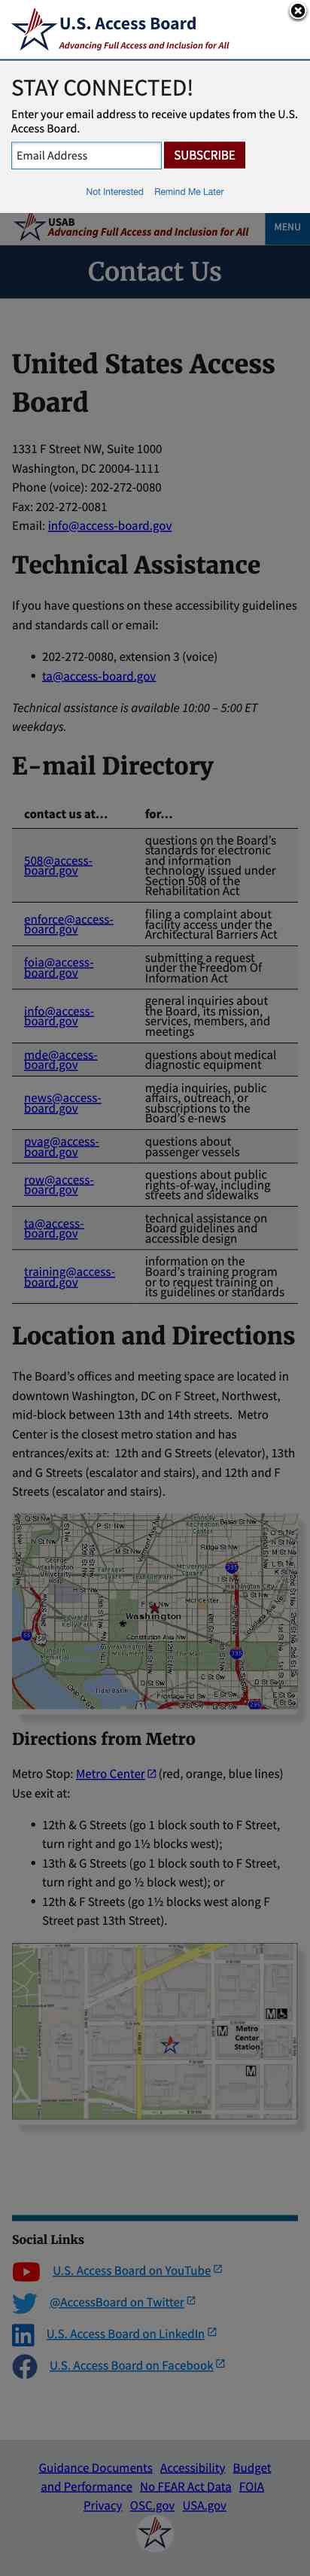 U.S. Access Board
Advancing Full Access and Inclusion for All
STAY CONNECTED!
Enter your email address to receive updates from the U.S.
Access Board.
Email Address
SUBSCRIBE
Not Interested Remind Me Later
USAB
Advancing Full Access and Inclusion for All
MENU
Contact Us
United States Access
Board
1331 F Street NW, Suite 1000
Washington, DC 20004-1111
Phone (voice): 202-272-0080
Fax: 202-272-0081
Email: info@access-board.gov
Technical Assistance
If you have questions on these accessibility guidelines
and standards call or email:
• 202-272-0080, extension 3 (voice)
• ta@access-board.gov
Technical assistance is available 10:00 – 5:00 ET
weekdays.
E-mail Directory
contact us at… for…
508@access-
board.gov
questions on the Board's
standards for electronic
and information
technology issued under
Section 508 of the
Rehabilitation Act
enforce@access-
board.gov
filing a complaint about
facility access under the
Architectural Barriers Act
foia@access-
board.gov
submitting a request
under the Freedom Of
Information Act
info@access-
board.gov
general inquiries about
the Board, its mission,
services, members, and
meetings
mde@access-
board.gov
questions about medical
diagnostic equipment
news@access-
board.gov
media inquiries, public
affairs, outreach, or
subscriptions to the
Board's e-news
pvag@access-
board.gov
questions about
passenger vessels
row@access-
board.gov
questions about public
rights-of-way, including
streets and sidewalks
ta@access-
board.gov
technical assistance on
Board guidelines and
accessible design
training@access-
board.gov
information on the
Board's training program
or to request training on
its guidelines or standards
Location and Directions
The Board's offices and meeting space are located in
downtown Washington, DC on F Street, Northwest,
mid-block between 13th and 14th streets.  Metro
Center is the closest metro station and has
entrances/exits at:  12th and G Streets (elevator), 13th
and G Streets (escalator and stairs), and 12th and F
Streets (escalator and stairs).
Washington
Directions from Metro
Metro Stop: Metro Center (red, orange, blue lines)
Use exit at:
• 12th & G Streets (go 1 block south to F Street,
turn right and go 1½ blocks west);
• 13th & G Streets (go 1 block south to F Street,
turn right and go ½ block west); or
• 12th & F Streets (go 1½ blocks west along F
Street past 13th Street).
M
M
Metro
Center
Station
M
Social Links
U.S. Access Board on YouTube
@AccessBoard on Twitter
U.S. Access Board on LinkedIn
U.S. Access Board on Facebook
Guidance Documents Accessibility Budget
and Performance No FEAR Act Data FOIA
Privacy OSC.gov USA.gov